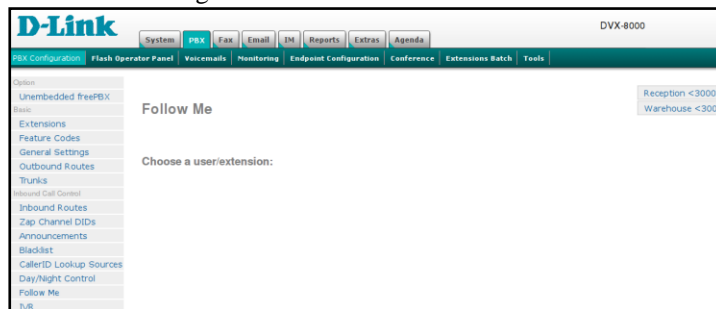 D-Link
DVX-8000
System PBX Fax Email IM Reports Extras Agenda
PBX Configuration Flash Operator Panel Voicemails Monitoring Endpoint Configuration Conference Extensions Batch Tools
Option
Unembedded freePBX
Basic
Extensions
Feature Codes
General Settings
Outbound Routes
Trunks
Inbound Call Control
Inbound Routes
Zap Channel DIDs
Announcements
Blacklist
CallerID Lookup Sources
Day/Night Control
Follow Me
IVR
Follow Me
Choose a user/extension:
Reception <3000
Warehouse <300